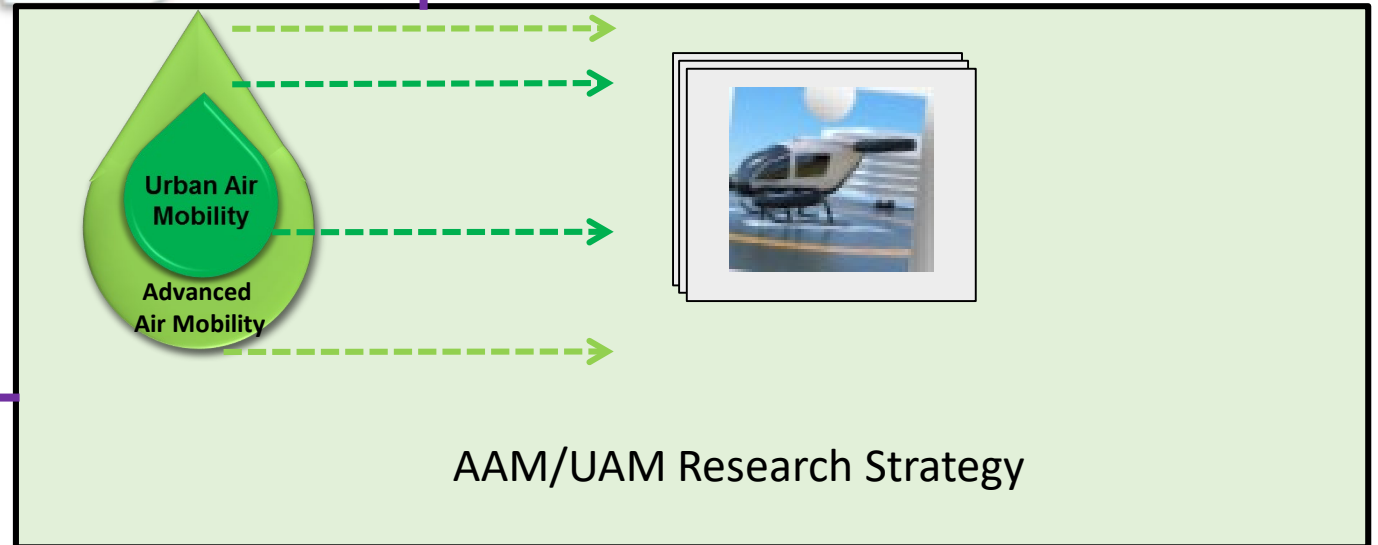 Urban Air
Mobility
Advanced
Air Mobility
AAM/UAM Research Strategy